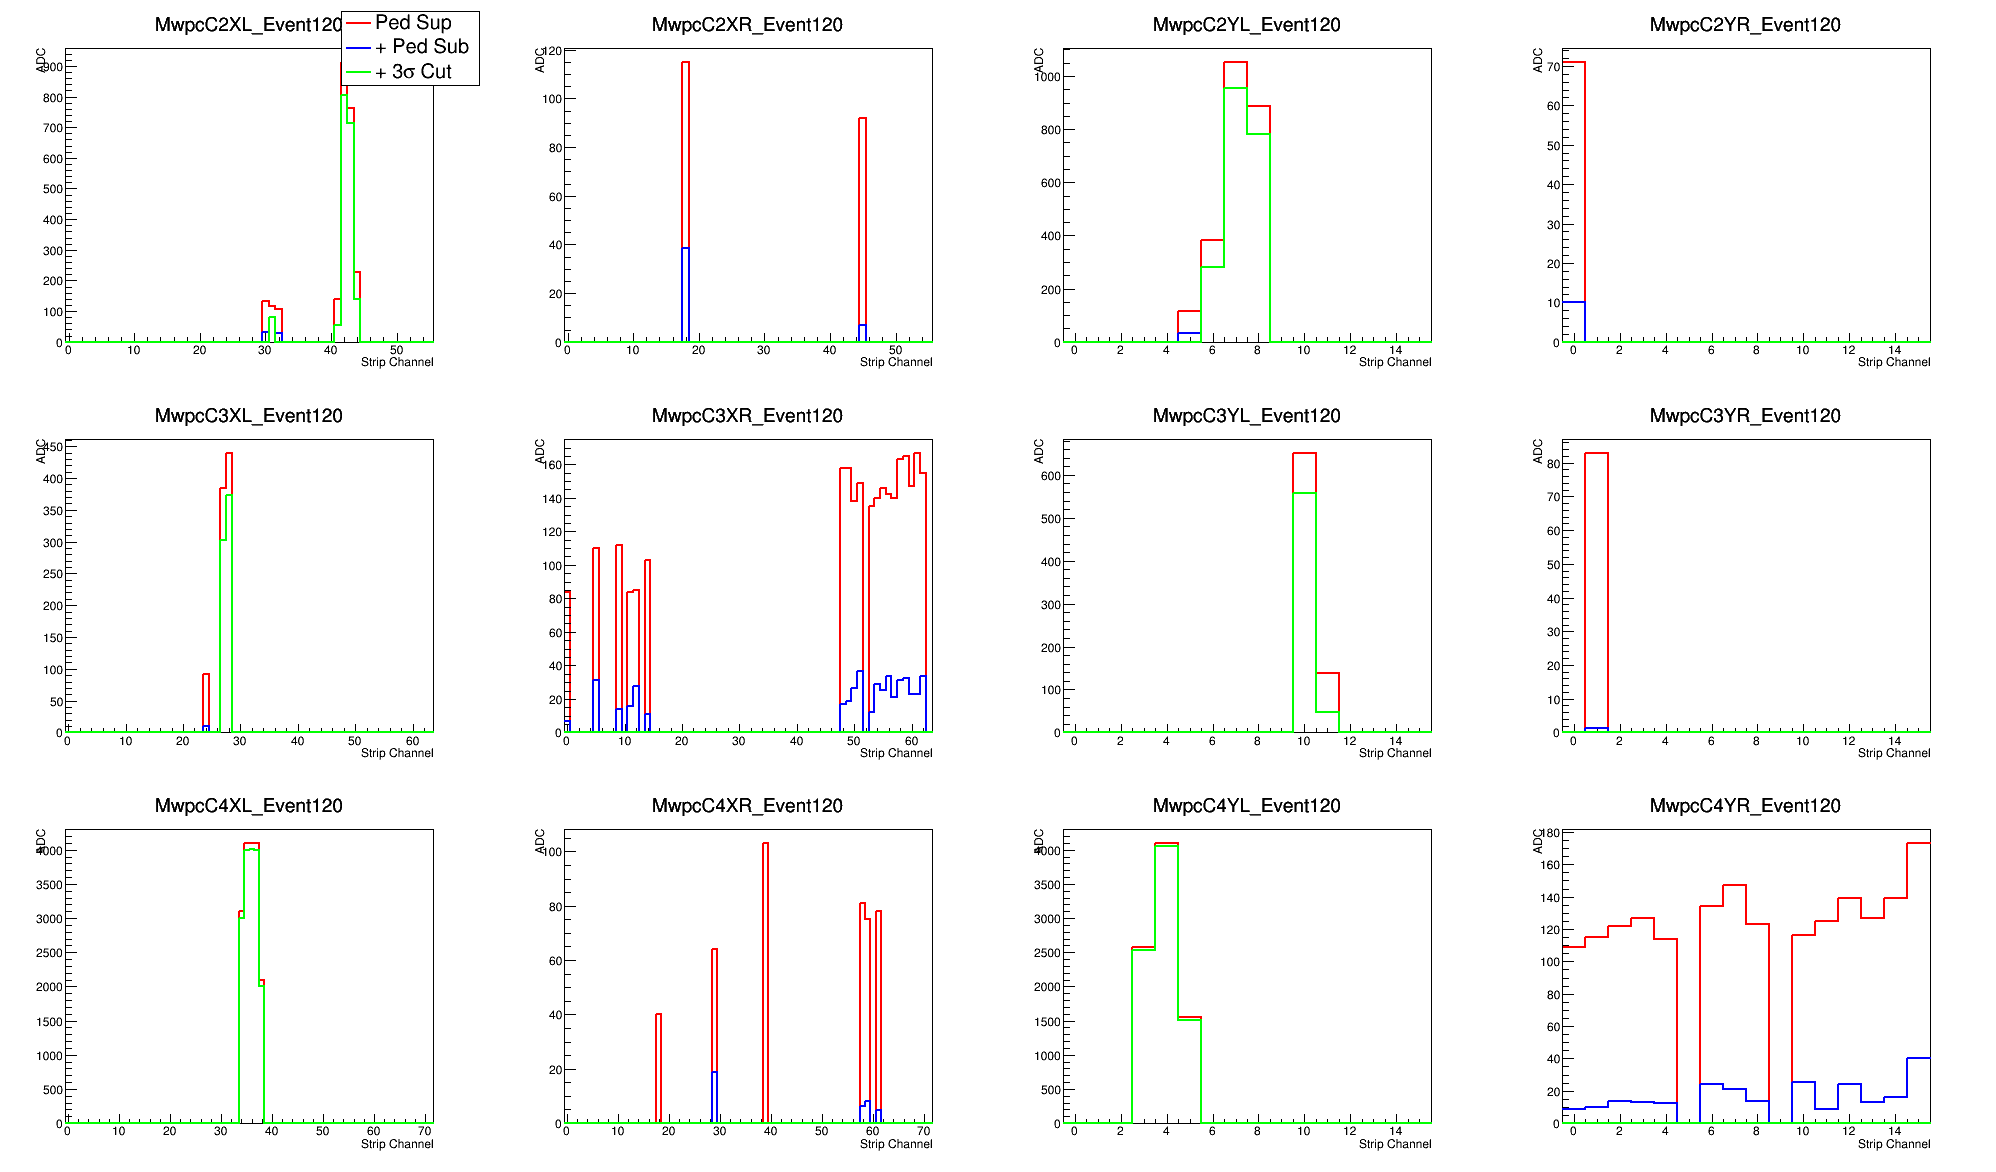 MwpcC2XL_Event120
Ped Sup
+ Ped Sub
+ 3σ Cut
ADC
900
800
700
600
500
400
300
200
100
0
0 10 20 30 40 50
Strip Channel
MwpcC2XR_Event120
ADC
120
100
80
60
40
20
0
0 10 20 30 40 50
Strip Channel
MwpcC2YL_Event120
ADC
1000
800
600
400
200
0
0 2 4 6 8 10 12 14
Strip Channel
MwpcC2YR_Event120
ADC
70
60
50
40
30
20
10
0
0 2 4 6 8 10 12 14
Strip Channel
MwpcC3XL_Event120
ADC
450
400
350
300
250
200
150
100
50
0
0 10 20 30 40 50 60
Strip Channel
MwpcC3XR_Event120
ADC
160
140
120
100
80
60
40
20
0
0 10 20 30 40 50 60
Strip Channel
MwpcC3YL_Event120
ADC
600
500
400
300
200
100
0
0 2 4 6 8 10 12 14
Strip Channel
MwpcC3YR_Event120
ADC
80
70
60
50
40
30
20
10
0
0 2 4 6 8 10 12 14
Strip Channel
MwpcC4XL_Event120
ADC
4000
3500
3000
2500
2000
1500
1000
500
0
0 10 20 30 40 50 60 70
Strip Channel
MwpcC4XR_Event120
ADC
100
80
60
40
20
0
0 10 20 30 40 50 60 70
Strip Channel
MwpcC4YL_Event120
ADC
4000
3500
3000
2500
2000
1500
1000
500
0
0 2 4 6 8 10 12 14
Strip Channel
MwpcC4YR_Event120
ADC
180
160
140
120
100
80
60
40
20
0
0 2 4 6 8 10 12 14
Strip Channel